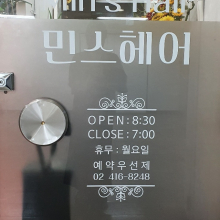 민스헤어
OPEN : 8:30
CLOSE : 7:00
휴무 : 월요일
예약우선제
02 416-8248